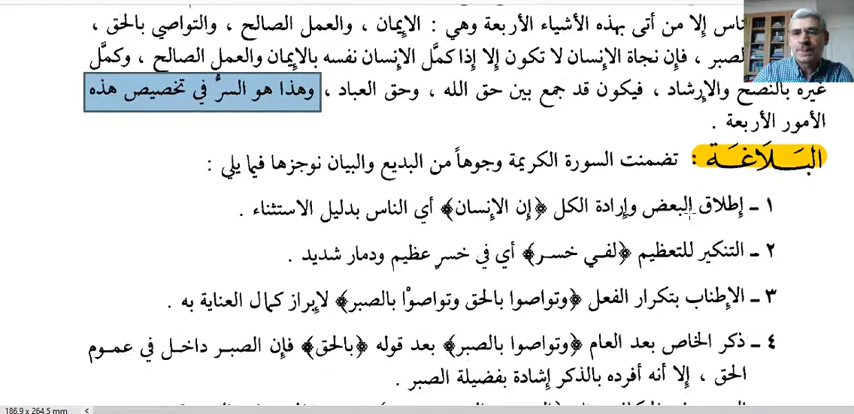 ناس إلا من أتى بهذه الأشياء الأربعة وهي : الإيمان ، والعمل الصالح ، والتواصي بالحق ،
الصبر ، فإن نجاة الإنسان لا تكون إلا إذا كمَّل الإنسان نفسه بالإيمان والعمل الصالح ، وكمَّل
غيره بالنصح والإرشاد ، فيكون قد جمع بين حق الله ، وحق العباد ، وهذا هو السرُّ في تخصيص هذه
الأمور الأربعة .
البَلَاغَة : تضمنت السورة الكريمة وجوهاً من البديع والبيان نوجزها فيما يلي :
١ ـ إطلاق البعض وإرادة الكل ﴿إن الإنسان﴾ أي الناس بدليل الاستثناء .
٢ ـ التنكير للتعظيم ﴿لفي خسر﴾ أي في خسرٍ عظيم ودمار شديد .
٣ ـ الإطناب بتكرار الفعل ﴿وتواصوا بالحق وتواصوْا بالصبر﴾ لإبراز كمال العناية به .
٤ ـ ذكر الخاص بعد العام ﴿وتواصوا بالصبر﴾ بعد قوله ﴿بالحق﴾ فإن الصبر داخل في عموم
الحق ، إلا أنه أفرده بالذكر إشادة بفضيلة الصبر .
186.9 x 264.5 mm